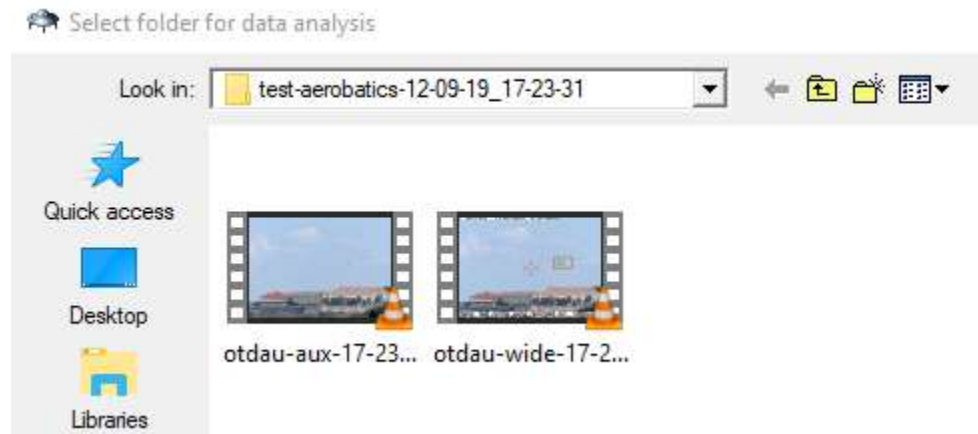 Select folder for data analysis
Look in: test-aerobatics-12-09-19_17-23-31
Quick access
otdau-aux-17-23... otdau-wide-17-2...
Desktop
Libraries